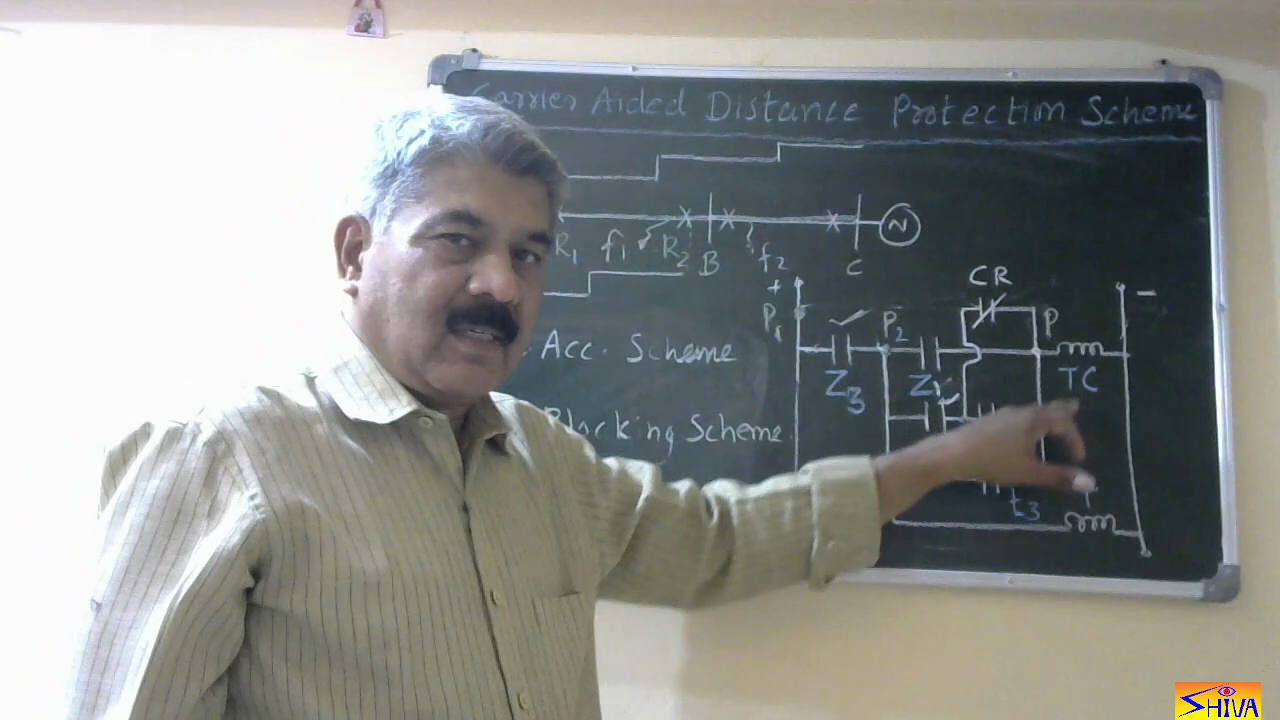 Carrier Aided Distance Protection Scheme
R1 f1 R2 B f2 C N
CR
+ −
P1 P2 P
Acc. Scheme
Z3 Z1 TC
Blocking Scheme.
t3
SHIVA